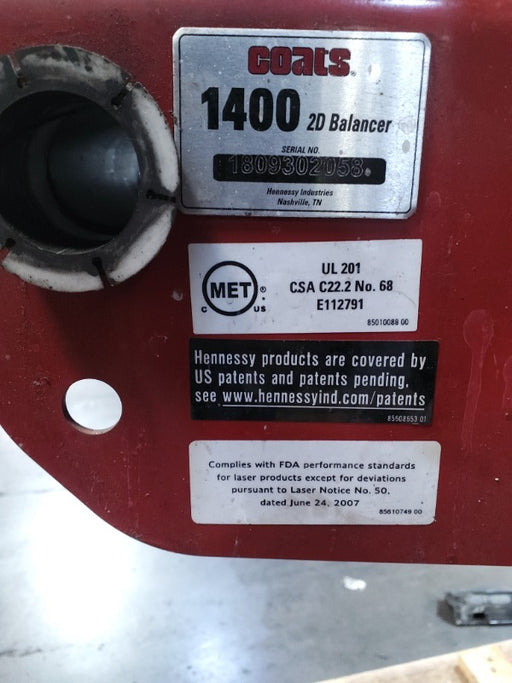 coats®
1400 2D Balancer
SERIAL NO.
1809302058
Hennessy Industries
Nashville, TN
MET®
C US
UL 201
CSA C22.2 No. 68
E112791
85010088 00
Hennessy products are covered by
US patents and patents pending,
see www.hennessyind.com/patents
85608653 01
Complies with FDA performance standards
for laser products except for deviations
pursuant to Laser Notice No. 50,
dated June 24, 2007
85610749 00